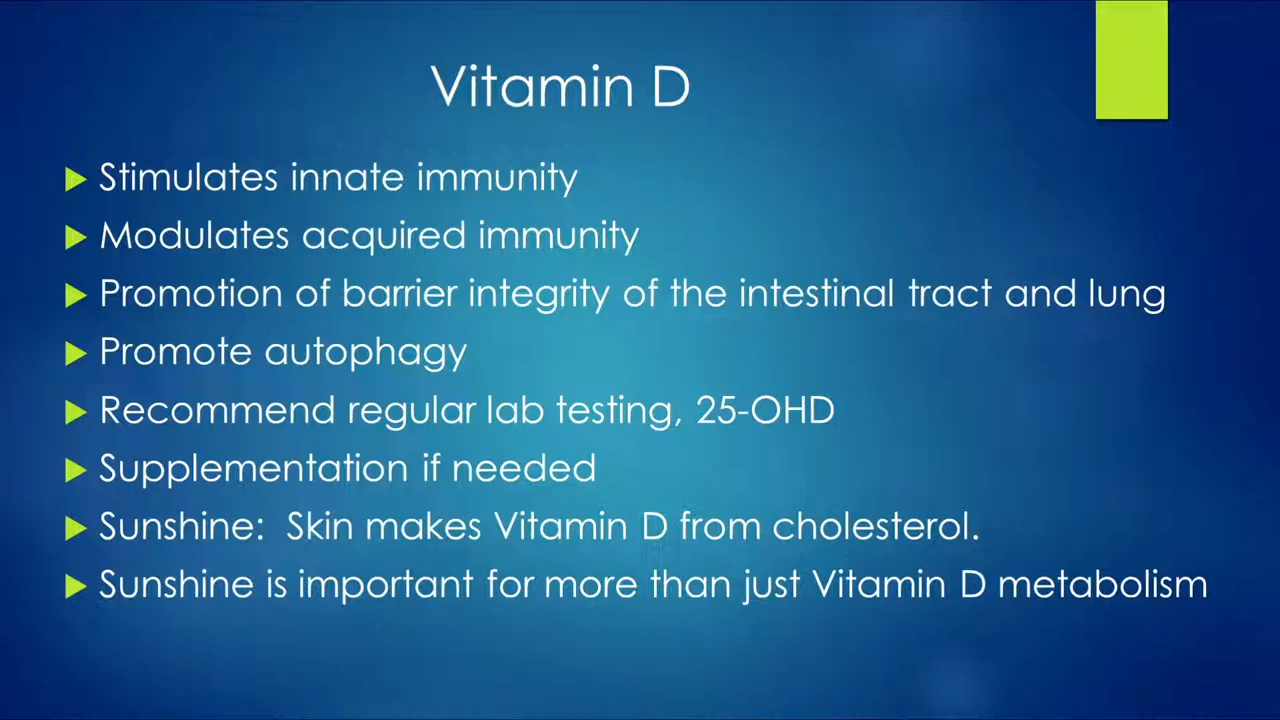 Vitamin D
Stimulates innate immunity
Modulates acquired immunity
Promotion of barrier integrity of the intestinal tract and lung
Promote autophagy
Recommend regular lab testing, 25-OHD
Supplementation if needed
Sunshine:  Skin makes Vitamin D from cholesterol.
Sunshine is important for more than just Vitamin D metabolism